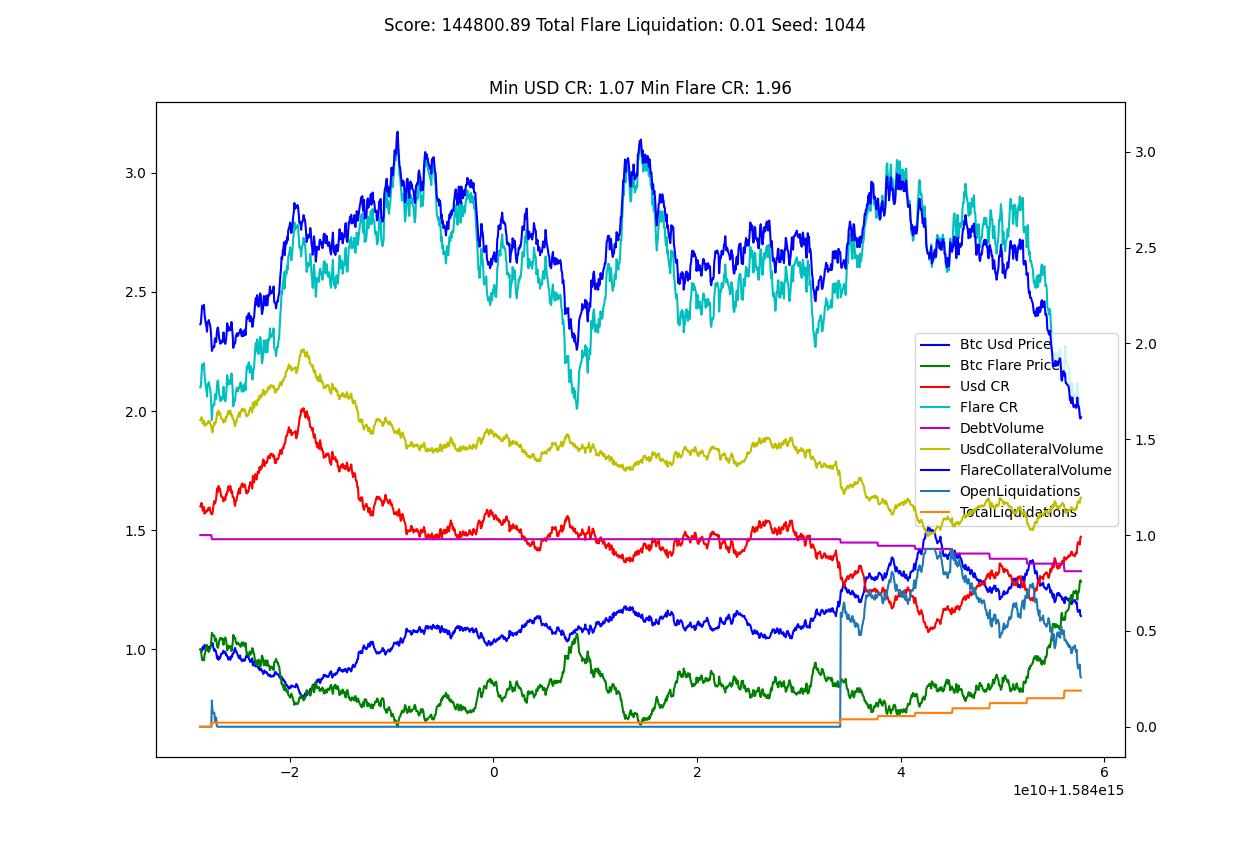 Score: 144800.89 Total Flare Liquidation: 0.01 Seed: 1044
Min USD CR: 1.07 Min Flare CR: 1.96
3.0
2.5
2.0
1.5
1.0
3.0
2.5
2.0
1.5
1.0
0.5
0.0
Btc Usd Price
Btc Flare Price
Usd CR
Flare CR
DebtVolume
UsdCollateralVolume
FlareCollateralVolume
OpenLiquidations
TotalLiquidations
−2 0 2 4 6
1e10+1.584e15